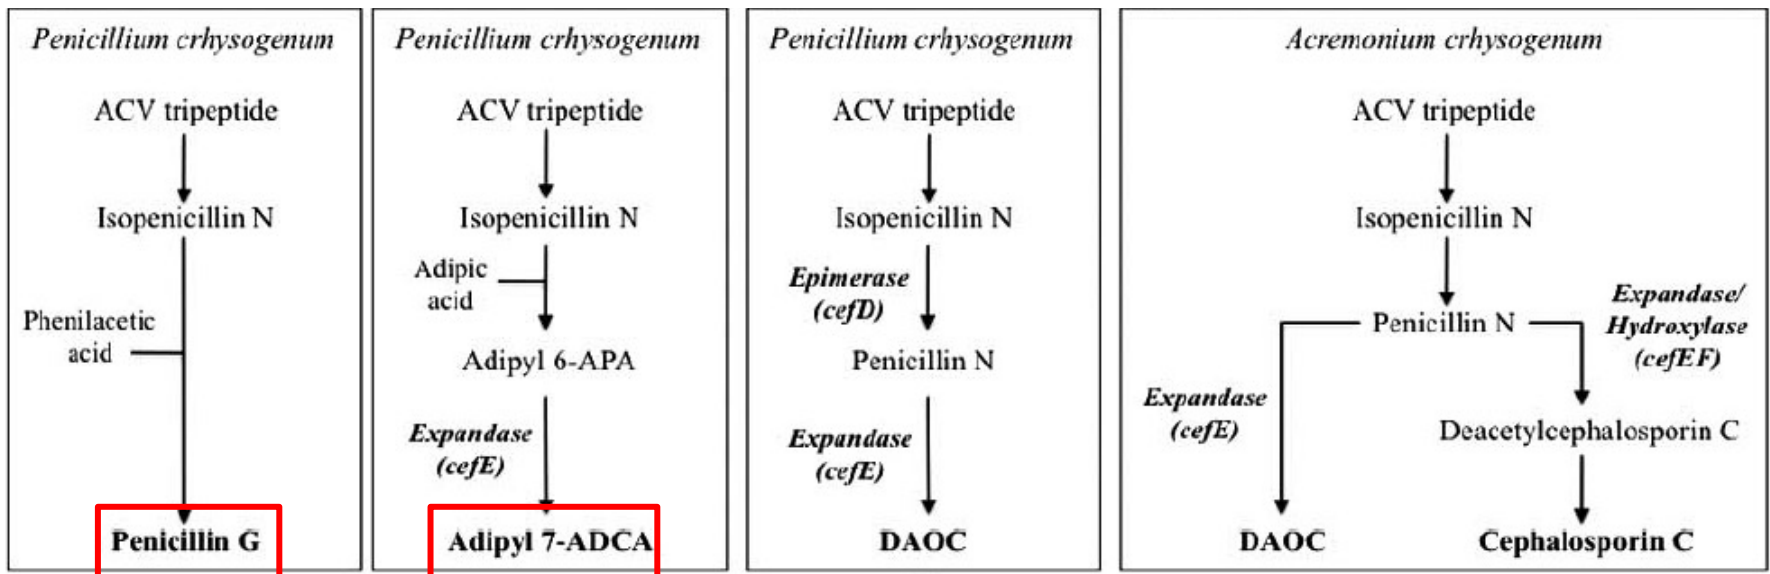 Penicillium crhysogenum
ACV tripeptide
Isopenicillin N
Phenilacetic
acid
Penicillin G
Penicillium crhysogenum
ACV tripeptide
Isopenicillin N
Adipic
acid
Adipyl 6-APA
Expandase
(cefE)
Adipyl 7-ADCA
Penicillium crhysogenum
ACV tripeptide
Isopenicillin N
Epimerase
(cefD)
Penicillin N
Expandase
(cefE)
DAOC
Acremonium crhysogenum
ACV tripeptide
Isopenicillin N
Penicillin N
Expandase/
Hydroxylase
(cefEF)
Expandase
(cefE)
Deacetylcephalosporin C
DAOC
Cephalosporin C